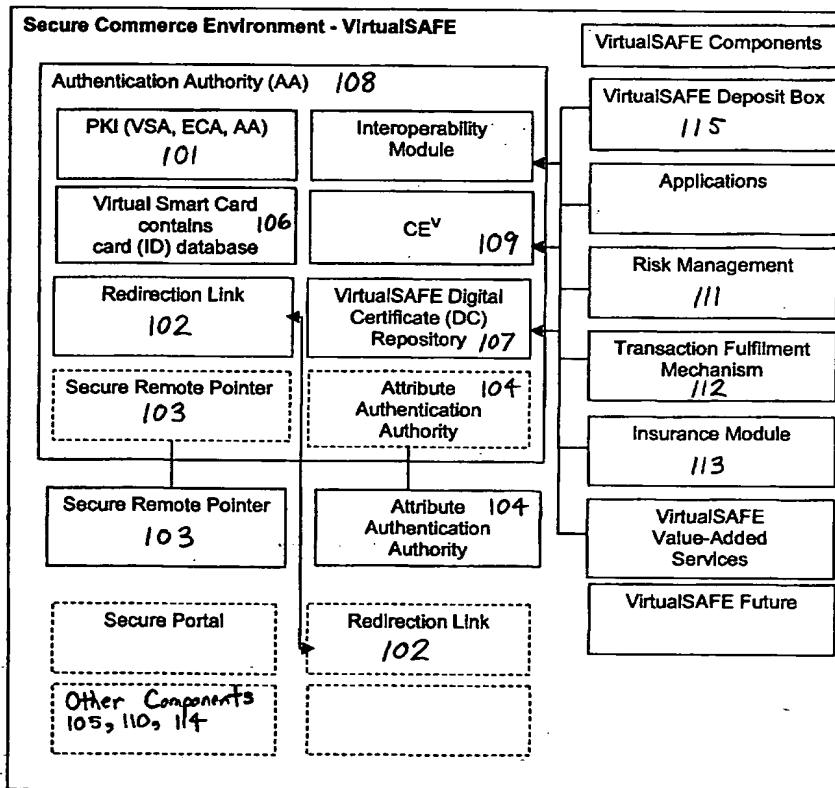 Secure Commerce Environment - VirtualSAFE
VirtualSAFE Components
Authentication Authority (AA) 108
PKI (VSA, ECA, AA)
101
Interoperability
Module
Virtual Smart Card
contains 106
card (ID) database
CEV
109
Redirection Link
102
VirtualSAFE Digital
Certificate (DC)
Repository 107
Secure Remote Pointer
103
Attribute 104
Authentication
Authority
Secure Remote Pointer
103
Attribute 104
Authentication
Authority
Secure Portal
Redirection Link
102
Other Components
105, 110, 114
VirtualSAFE Deposit Box
115
Applications
Risk Management
111
Transaction Fulfilment
Mechanism
112
Insurance Module
113
VirtualSAFE
Value-Added
Services
VirtualSAFE Future